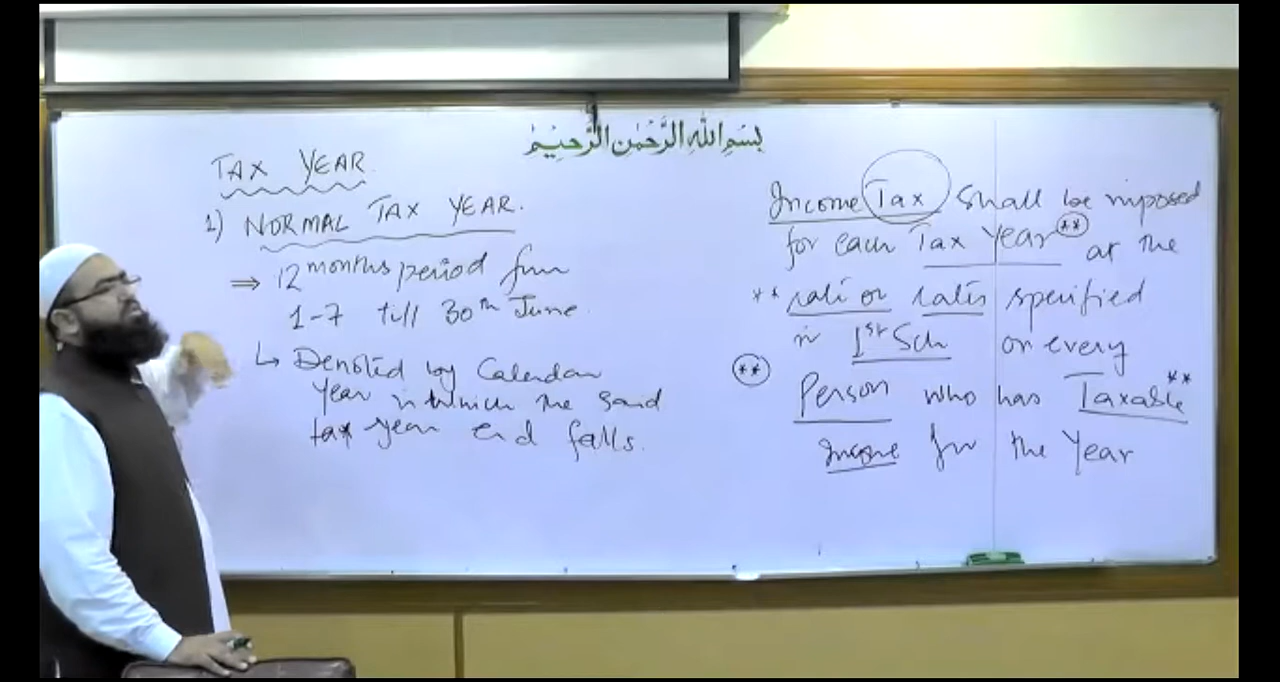 بِسْمِ اللهِ الرَّحْمٰنِ الرَّحِيْمِ
TAX YEAR
1) NORMAL TAX YEAR.
⇒ 12 months period from
1-7 till 30th June
↳ Denoted by Calendar
Year in which the said
tax year end falls.
Income Tax shall be imposed
for each Tax Year ** at the
** rate or rates specified
in 1st Sch on every
** Person who has Taxable **
Income for the Year